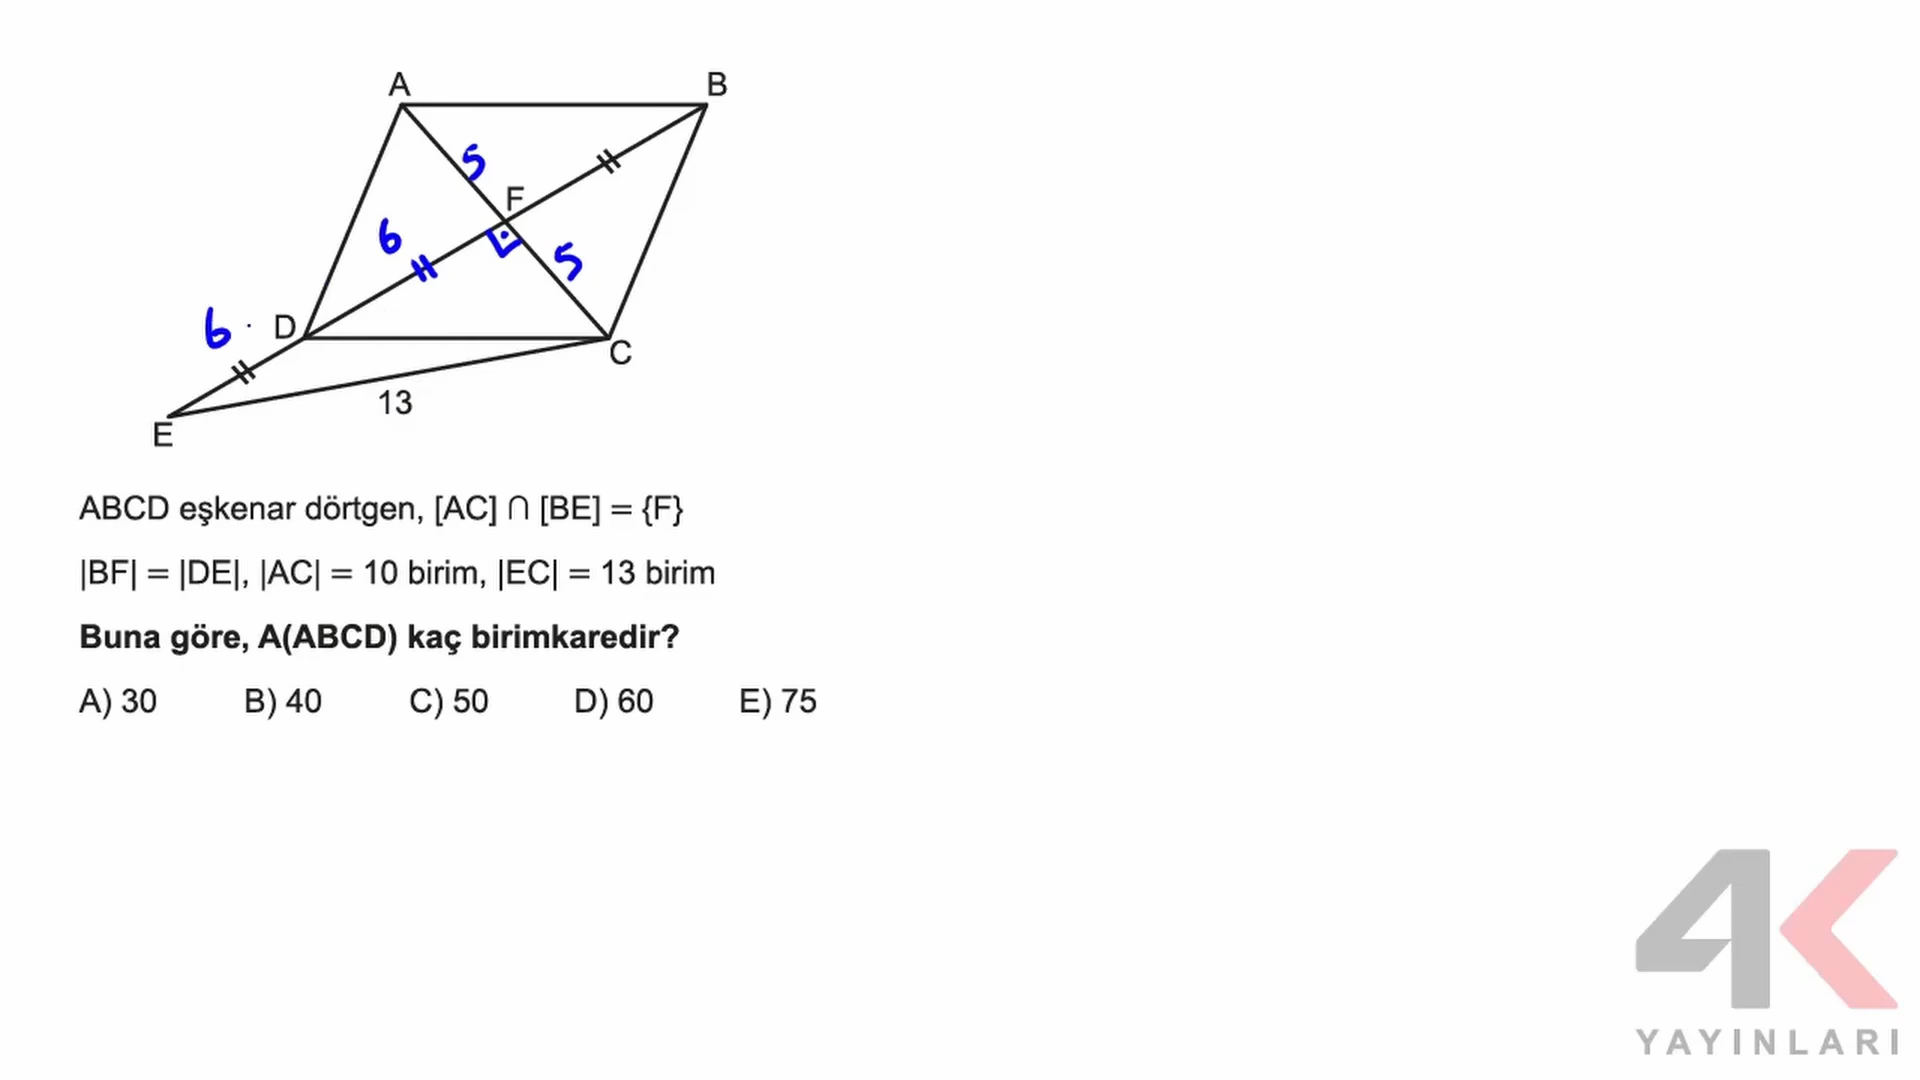 A
B
5
F
6
5
6
D
C
13
E
ABCD eşkenar dörtgen, [AC] ∩ [BE] = {F}
|BF| = |DE|, |AC| = 10 birim, |EC| = 13 birim
Buna göre, A(ABCD) kaç birimkaredir?
A) 30 B) 40 C) 50 D) 60 E) 75
4K
YAYINLARI